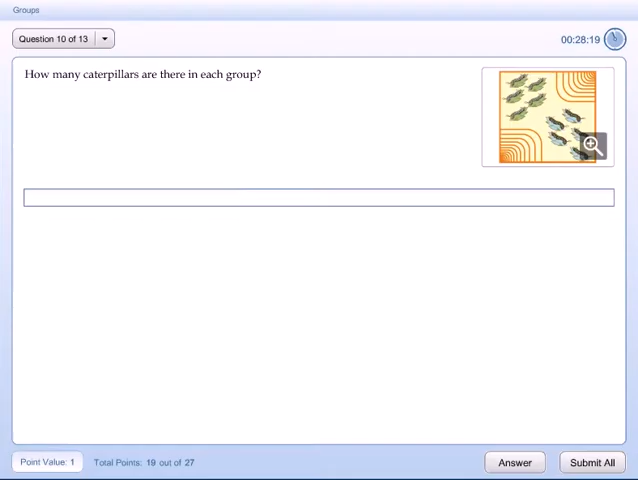 Groups
Question 10 of 13
00:28:19
How many caterpillars are there in each group?
Point Value: 1
Total Points: 19 out of 27
Answer
Submit All